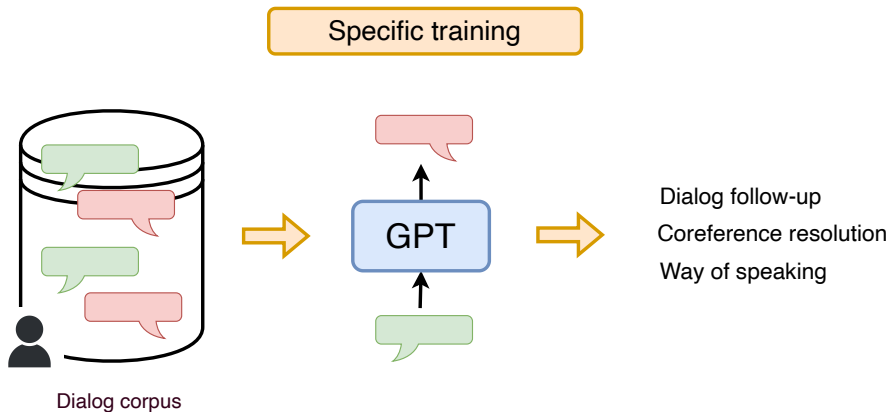 Specific training
GPT
Dialog follow-up
Coreference resolution
Way of speaking
Dialog corpus